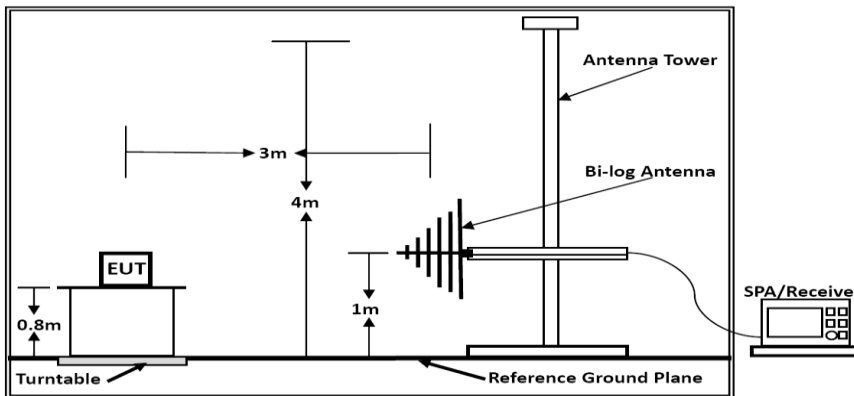 Antenna Tower
3m
Bi-log Antenna
4m
EUT
SPA/Receive
1m
0.8m
Turntable
Reference Ground Plane